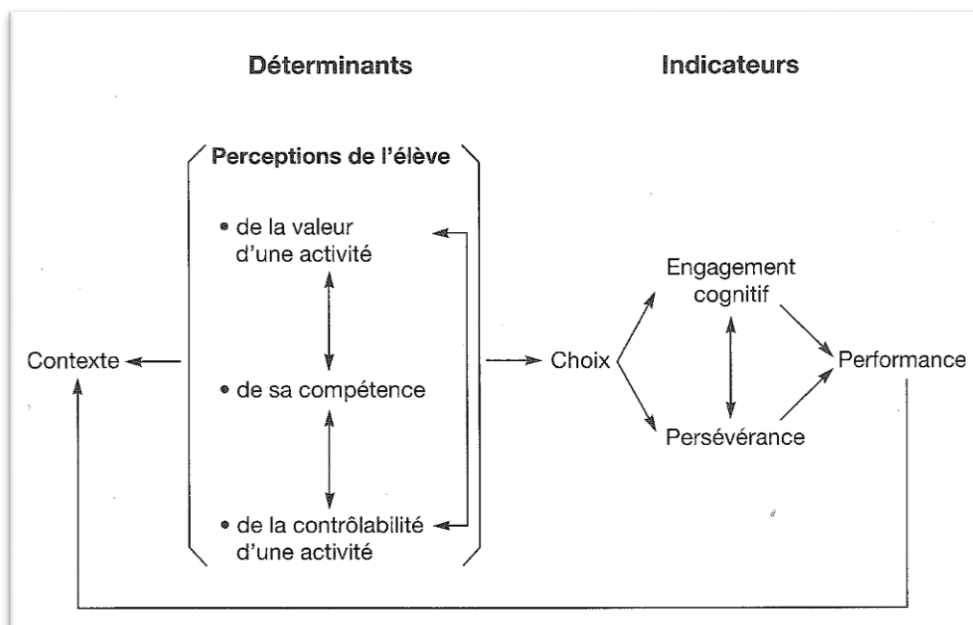 Déterminants
Indicateurs
Perceptions de l'élève
• de la valeur
d'une activité
Engagement
cognitif
Contexte
Choix
Performance
• de sa compétence
Persévérance
• de la contrôlabilité
d'une activité